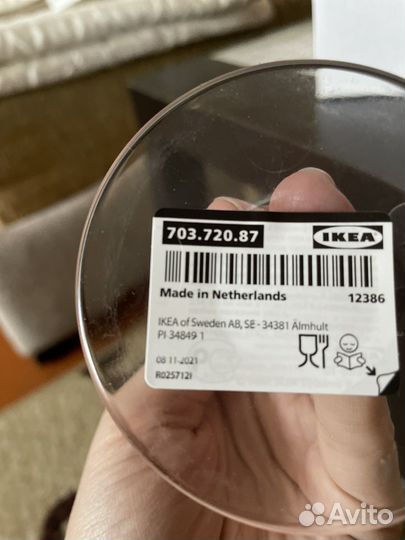 703.720.87
IKEA
Made in Netherlands 12386
IKEA of Sweden AB, SE - 34381 Älmhult
PI 34849-1
08-11-2021
R025712I
Avito